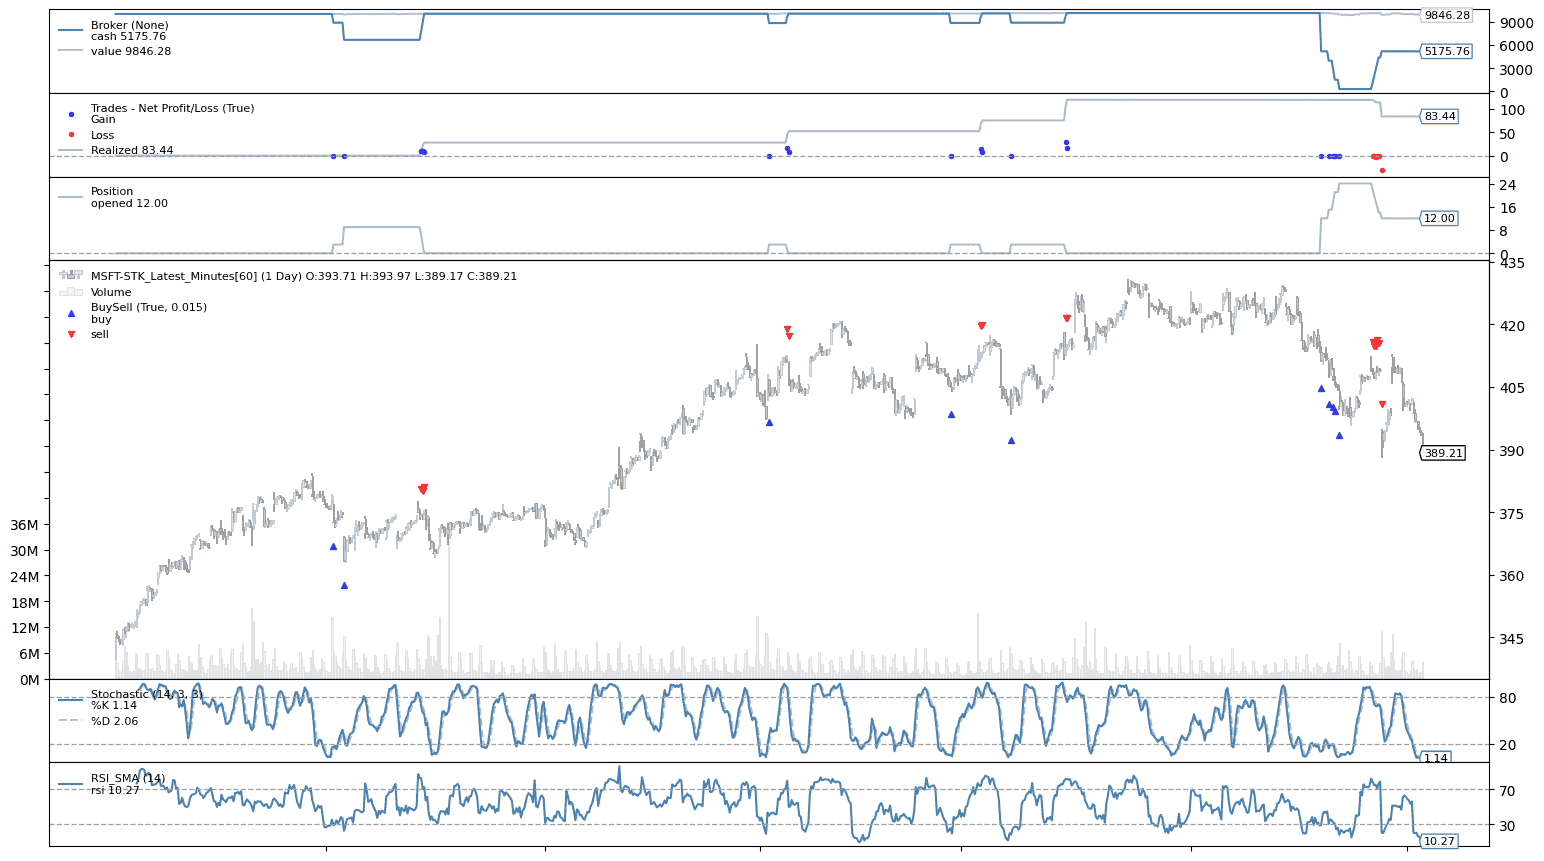 Broker (None)
cash 5175.76
value 9846.28
9846.28
9000
6000
5175.76
3000
0
Trades - Net Profit/Loss (True)
Gain
Loss
Realized 83.44
100
83.44
50
0
Position
opened 12.00
24
16
12.00
8
0
MSFT-STK_Latest_Minutes[60] (1 Day) O:393.71 H:393.97 L:389.17 C:389.21
Volume
BuySell (True, 0.015)
buy
sell
435
420
405
390
389.21
375
360
345
36M
30M
24M
18M
12M
6M
0M
Stochastic (14, 3, 3)
%K 1.14
%D 2.06
80
20
1.14
RSI_SMA (14)
rsi 10.27
70
30
10.27